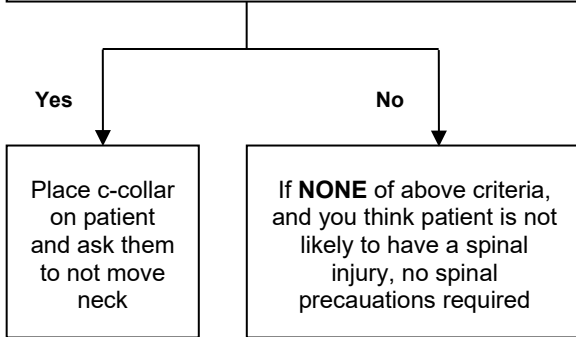 Yes
No
Place c-collar
on patient
and ask them
to not move
neck
If NONE of above criteria,
and you think patient is not
likely to have a spinal
injury, no spinal
precauations required